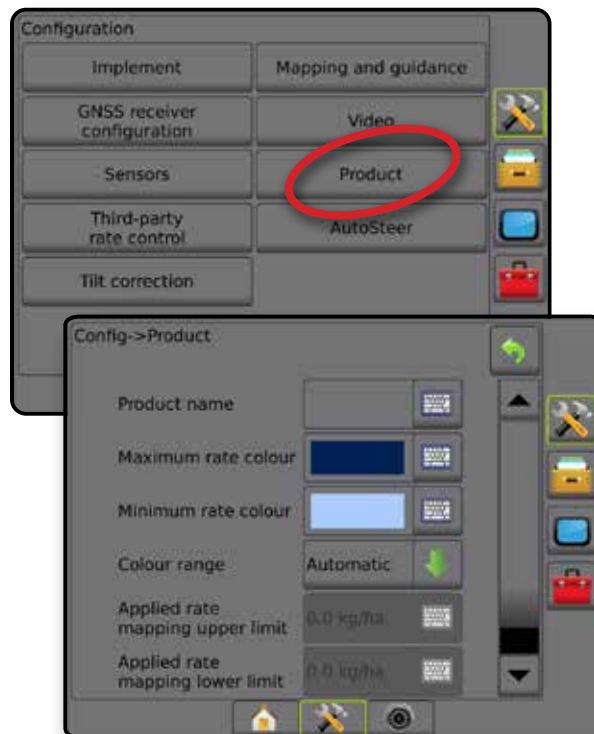 Configuration
Implement
Mapping and guidance
GNSS receiver
configuration
Video
Sensors
Product
Third-party
rate control
AutoSteer
Tilt correction
Config->Product
Product name
Maximum rate colour
Minimum rate colour
Colour range
Automatic
Applied rate
mapping upper limit
0.0 kg/ha
Applied rate
mapping lower limit
0.0 kg/ha